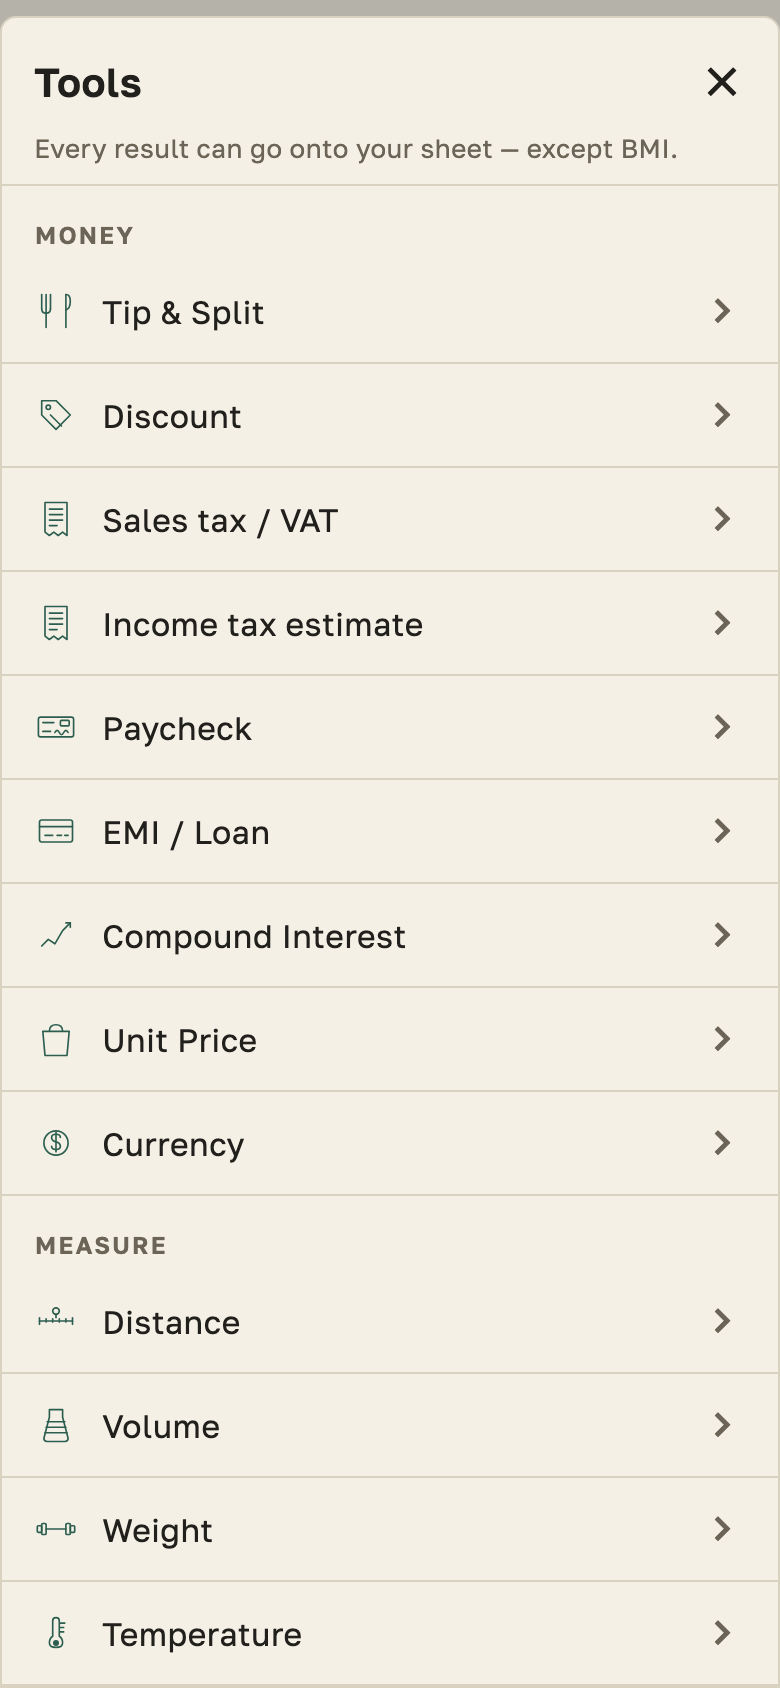 Tools
Every result can go onto your sheet — except BMI.
MONEY
Tip & Split
Discount
Sales tax / VAT
Income tax estimate
Paycheck
EMI / Loan
Compound Interest
Unit Price
Currency
MEASURE
Distance
Volume
Weight
Temperature